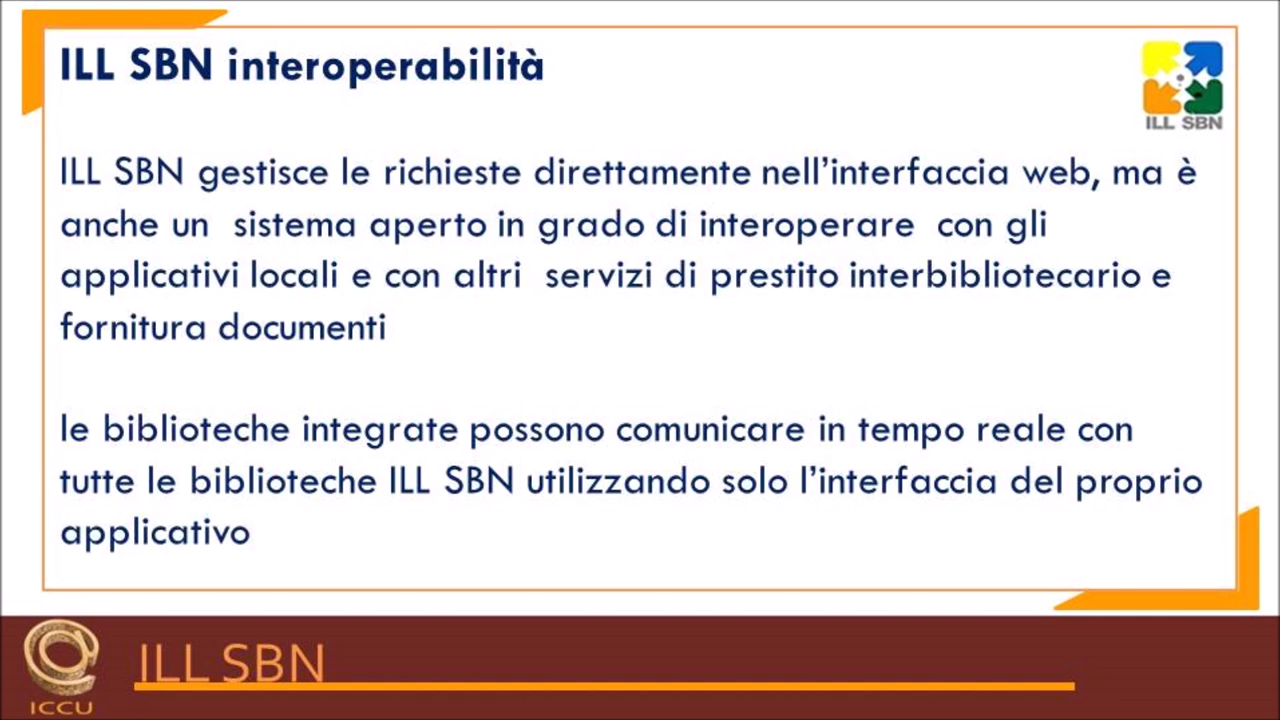 ILL SBN interoperabilità
ILL SBN
ILL SBN gestisce le richieste direttamente nell’interfaccia web, ma è
anche un sistema aperto in grado di interoperare con gli
applicativi locali e con altri servizi di prestito interbibliotecario e
fornitura documenti
le biblioteche integrate possono comunicare in tempo reale con
tutte le biblioteche ILL SBN utilizzando solo l’interfaccia del proprio
applicativo
ILL SBN
ICCU